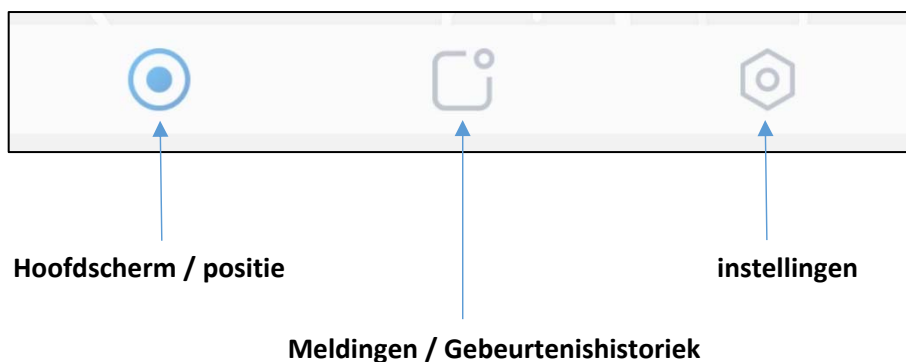 Hoofdscherm / positie
instellingen
Meldingen / Gebeurtenishistoriek